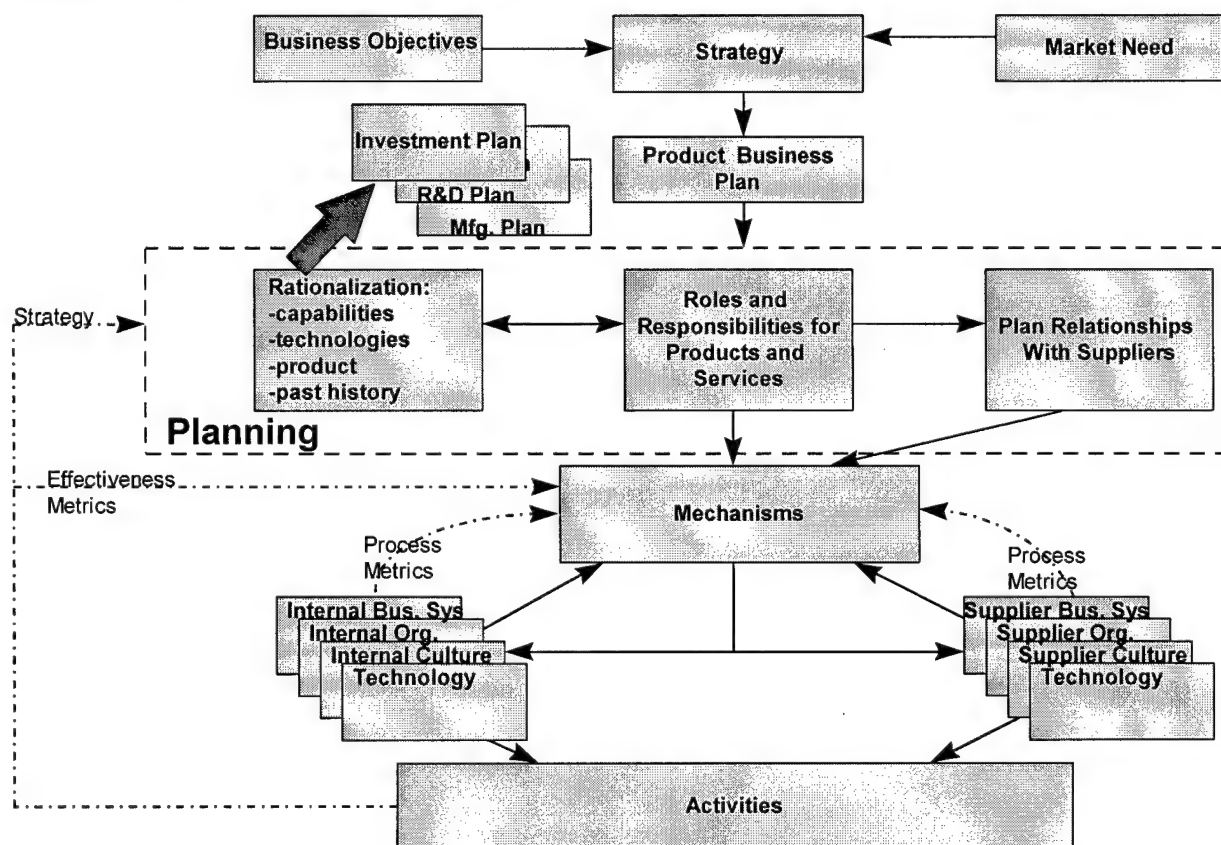 Business Objectives
Strategy
Market Need
Investment Plan
R&D Plan
Mfg. Plan
Product Business
Plan
Strategy
Rationalization:
-capabilities
-technologies
-product
-past history
Roles and
Responsibilities for
Products and
Services
Plan Relationships
With Suppliers
Planning
Effectiveness
Metrics
Mechanisms
Process
Metrics
Process
Metrics
Internal Bus. Sys
Internal Org.
Internal Culture
Technology
Supplier Bus. Sys
Supplier Org.
Supplier Culture
Technology
Activities